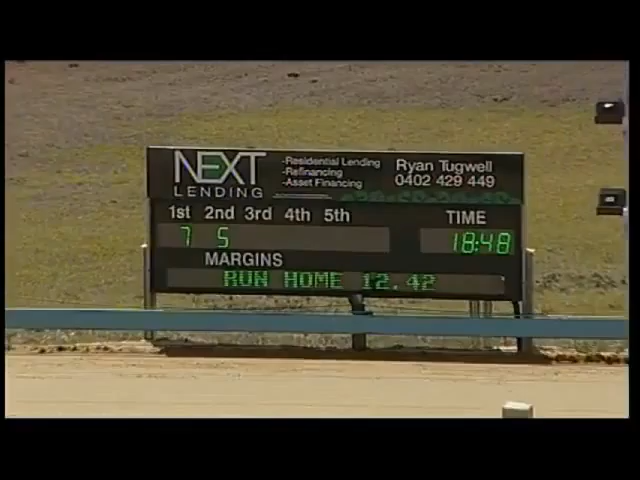 NEXT
LENDING
-Residential Lending
-Refinancing
-Asset Financing
Ryan Tugwell
0402 429 449
1st 2nd 3rd 4th 5th
7 5
TIME
18:48
MARGINS
RUN HOME 12.42